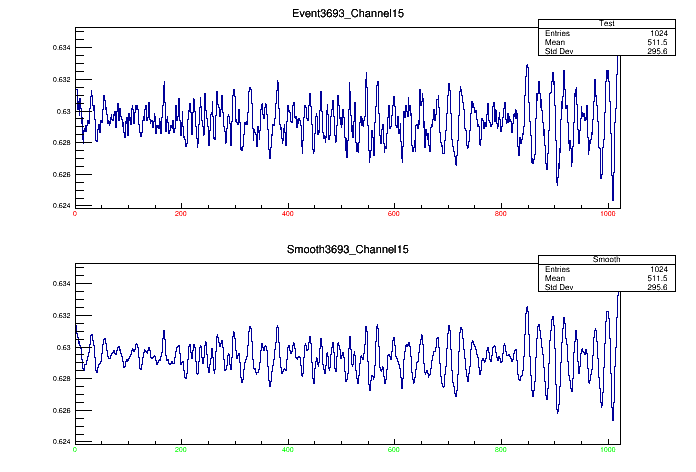 Event3693_Channel15
Test
Entries 1024
Mean 511.5
Std Dev 295.6
0.634
0.632
0.63
0.628
0.626
0.624
0 200 400 600 800 1000
Smooth3693_Channel15
Smooth
Entries 1024
Mean 511.5
Std Dev 295.6
0.634
0.632
0.63
0.628
0.626
0.624
0 200 400 600 800 1000